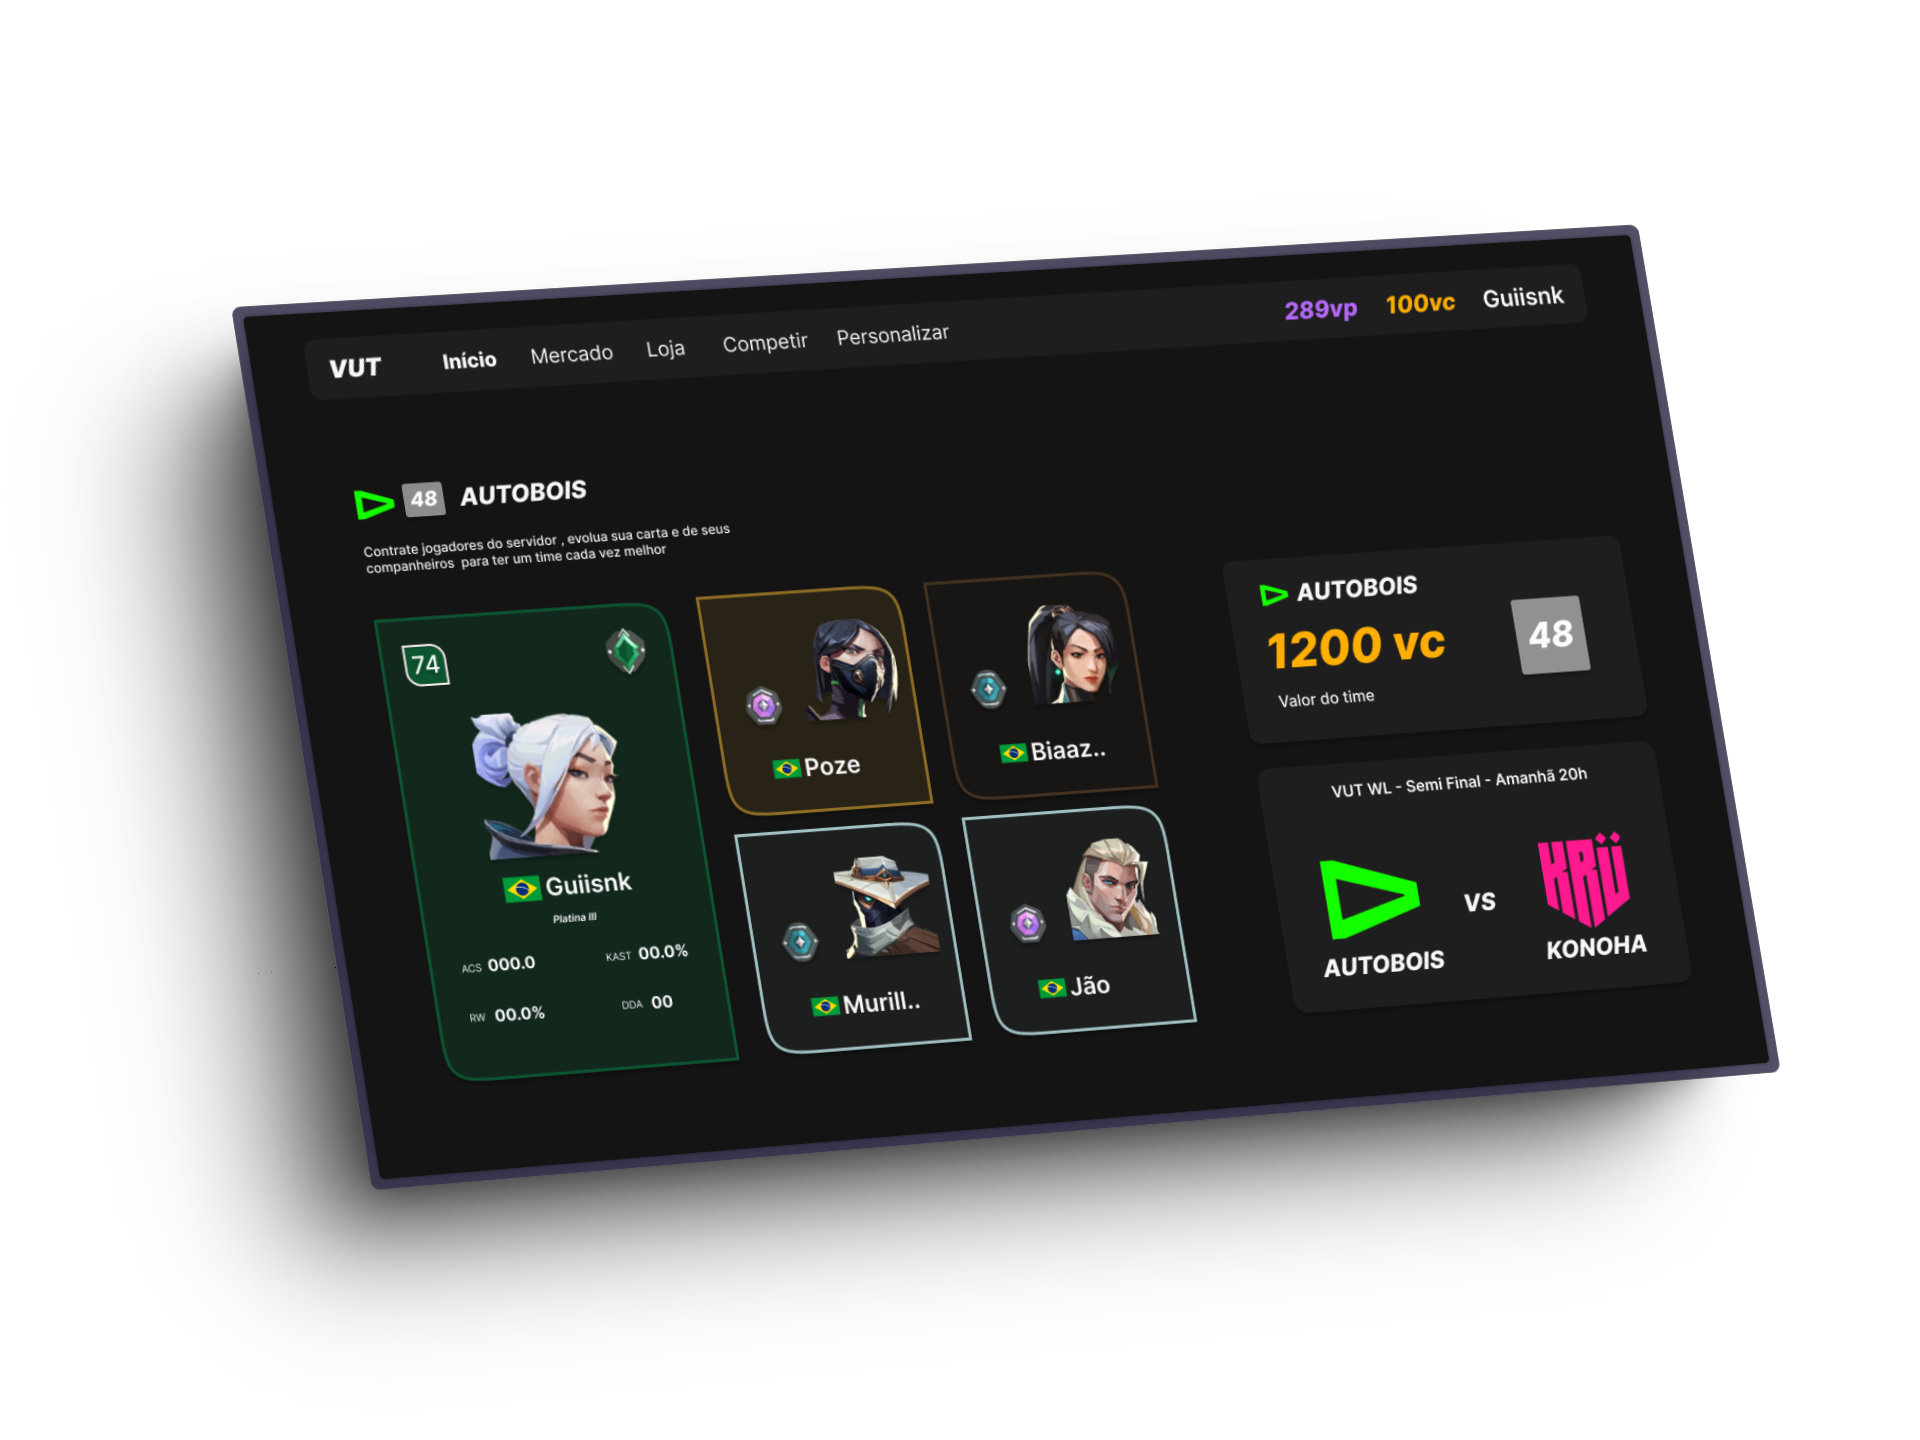 VUT
Início
Mercado
Loja
Competir
Personalizar
289vp
100vc
Guiisnk
48
AUTOBOIS
Contrate jogadores do servidor , evolua sua carta e de seus
companheiros para ter um time cada vez melhor
74
Guiisnk
Platina III
ACS 000.0
KAST 00.0%
RW 00.0%
DDA 00
Poze
Biaaz..
Murill..
Jão
AUTOBOIS
1200 vc
Valor do time
48
VUT WL - Semi Final - Amanhã 20h
VS
KRÜ
AUTOBOIS
KONOHA